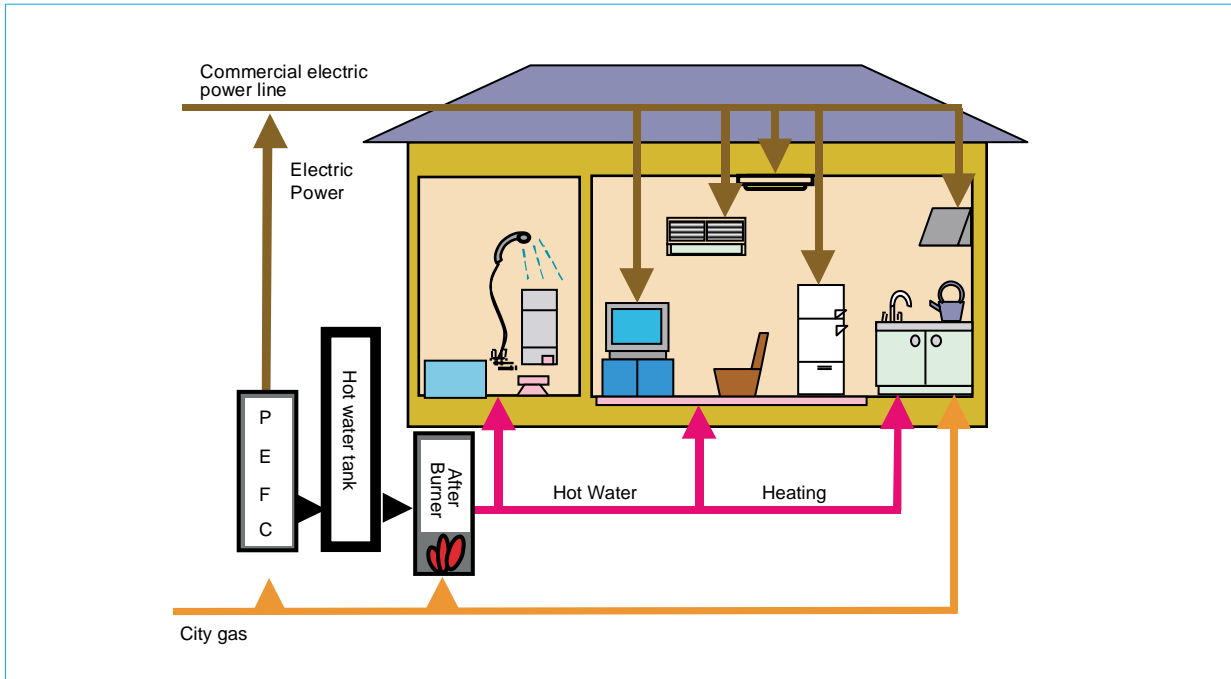 Commercial electric
power line
Electric
Power
P
E
F
C
Hot water tank
After
Burner
Hot Water
Heating
City gas